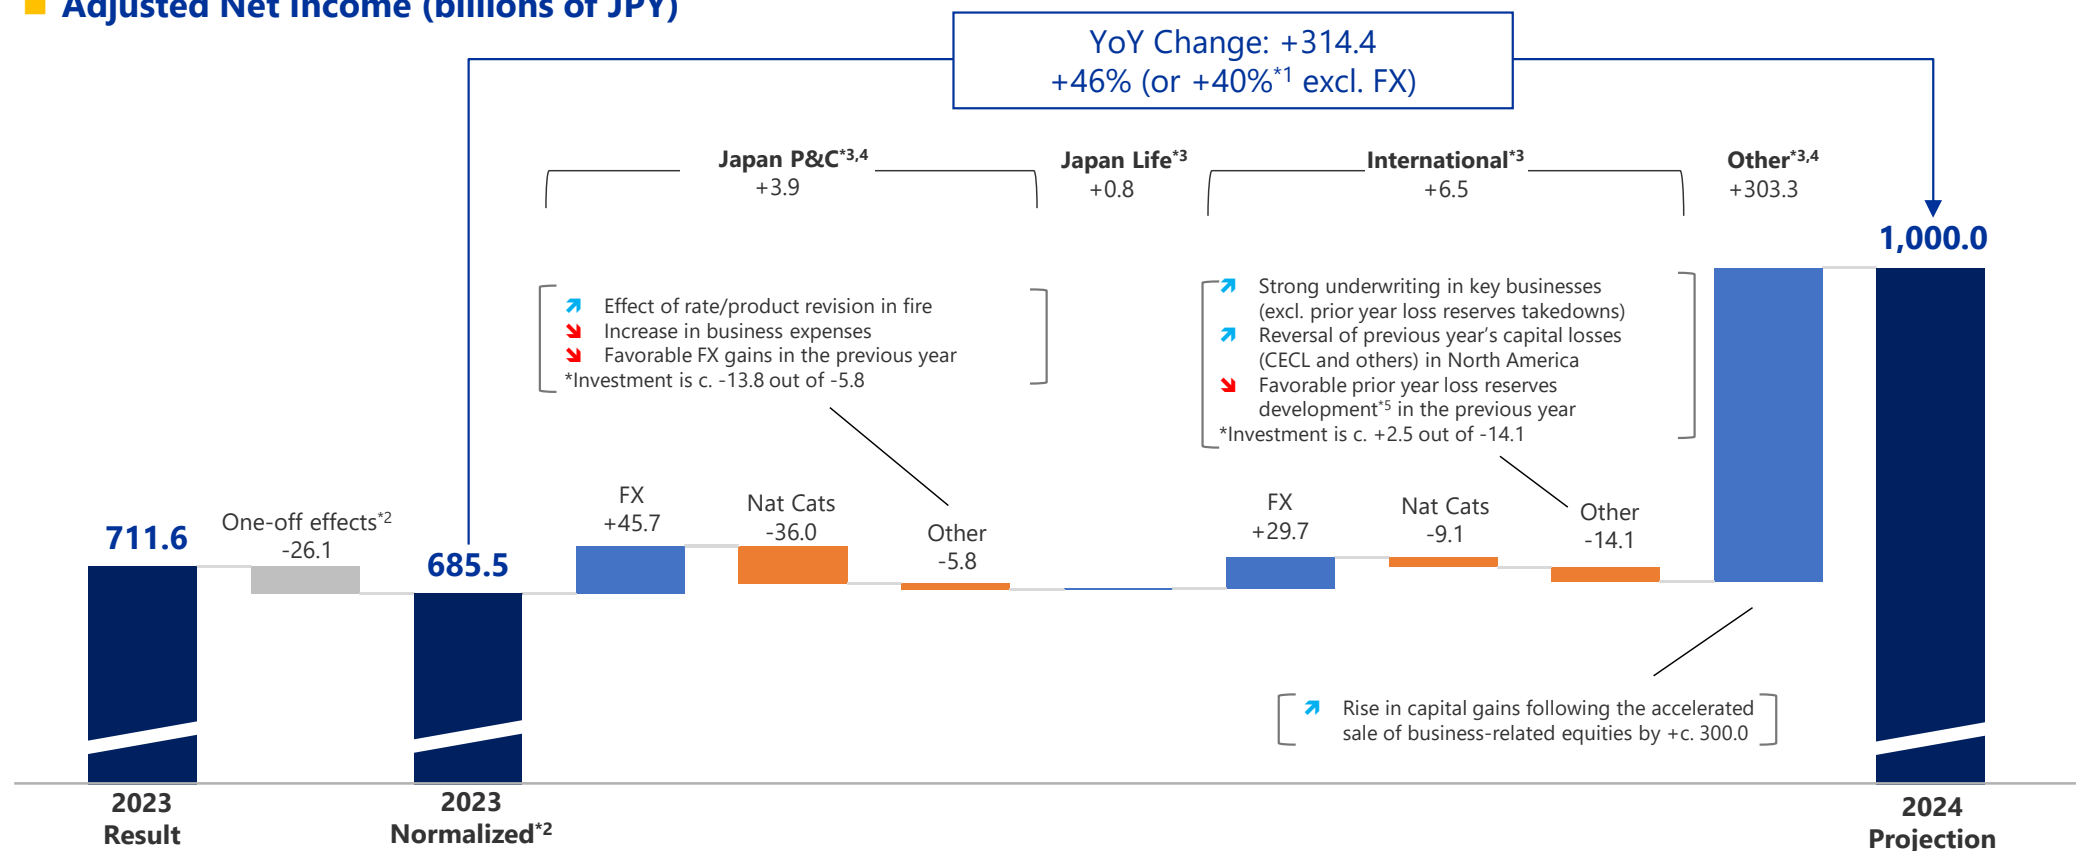 Adjusted Net Income (billions of JPY)
YoY Change: +314.4
+46% (or +40%*1 excl. FX)
Japan P&C*3,4
+3.9
Japan Life*3
+0.8
International*3
+6.5
Other*3,4
+303.3
1,000.0
Effect of rate/product revision in fire
Increase in business expenses
Favorable FX gains in the previous year
*Investment is c. -13.8 out of -5.8
Strong underwriting in key businesses
(excl. prior year loss reserves takedowns)
Reversal of previous year's capital losses
(CECL and others) in North America
Favorable prior year loss reserves
development*5 in the previous year
*Investment is c. +2.5 out of -14.1
711.6
One-off effects*2
-26.1
685.5
FX
+45.7
Nat Cats
-36.0
Other
-5.8
FX
+29.7
Nat Cats
-9.1
Other
-14.1
Rise in capital gains following the accelerated
sale of business-related equities by +c. 300.0
2023
Result
2023
Normalized*2
2024
Projection